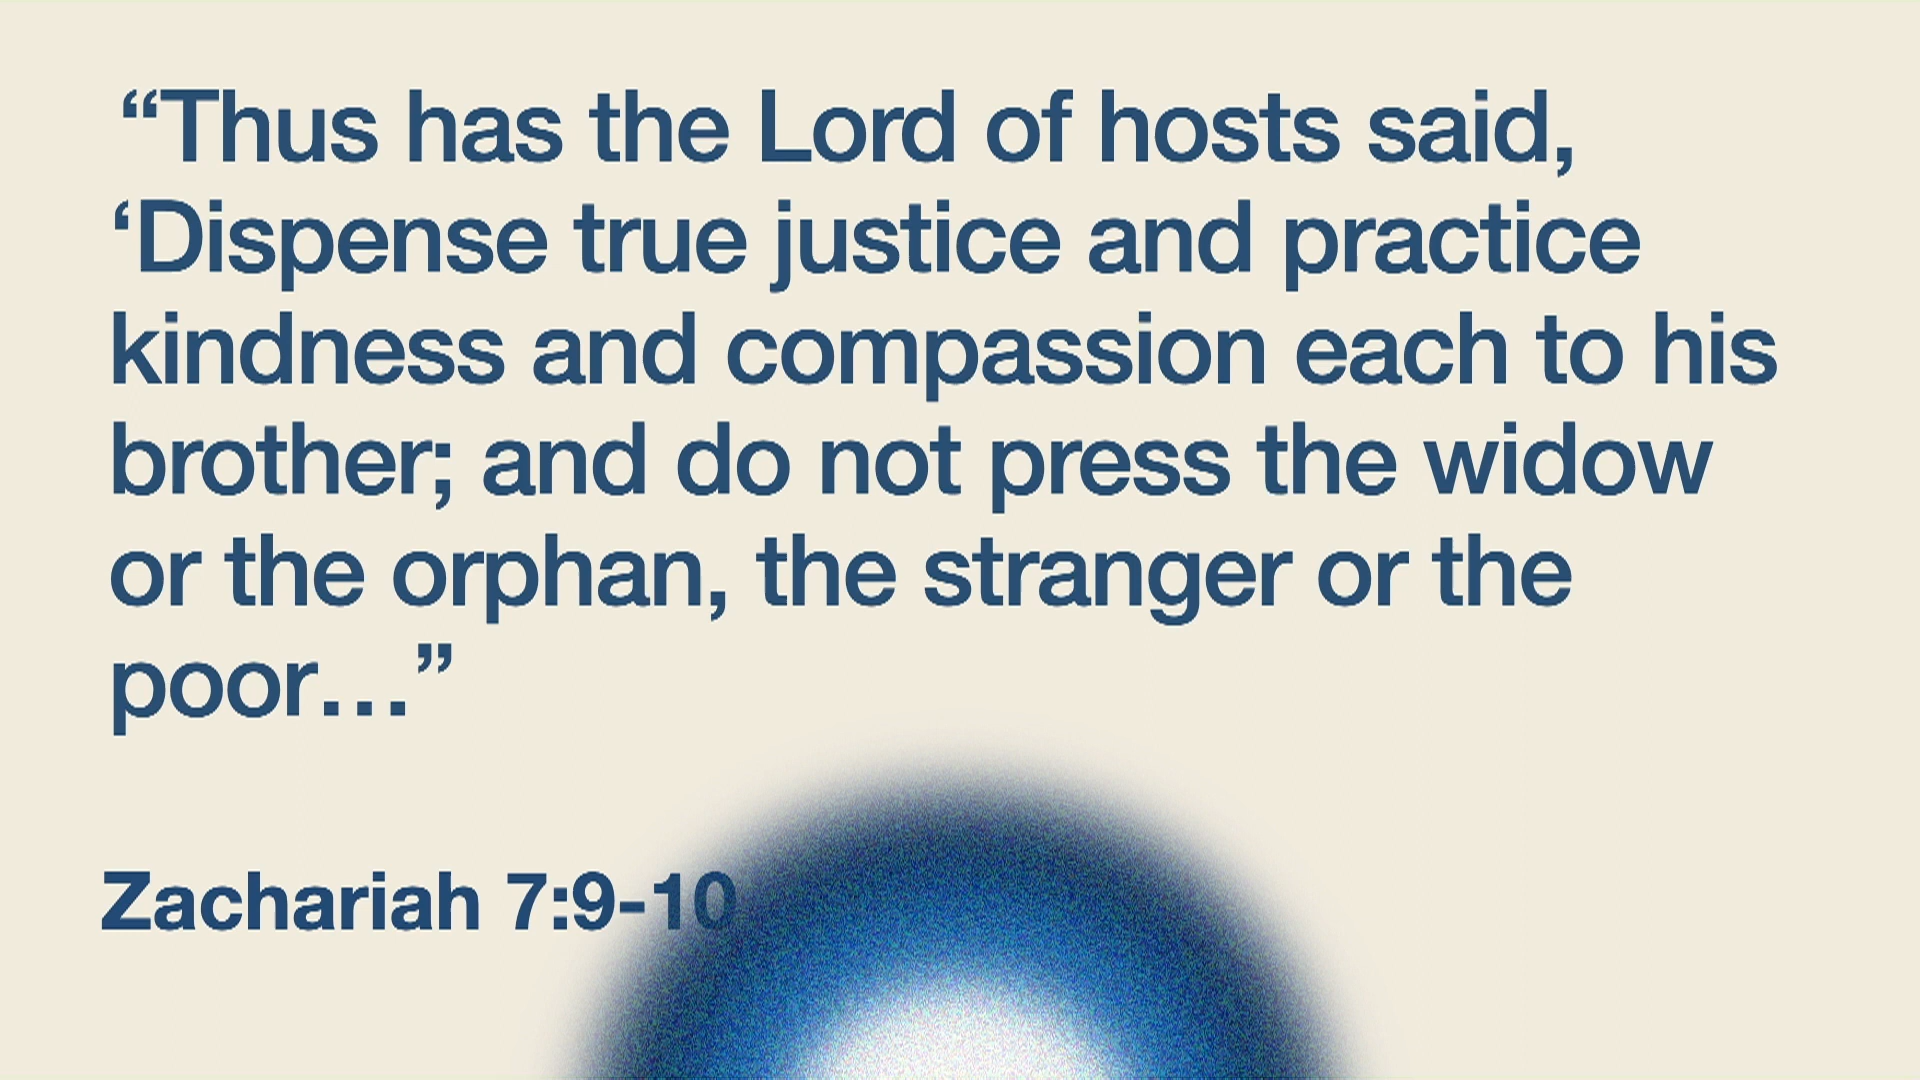 “Thus has the Lord of hosts said,
‘Dispense true justice and practice
kindness and compassion each to his
brother; and do not press the widow
or the orphan, the stranger or the
poor…”
Zachariah 7:9-10